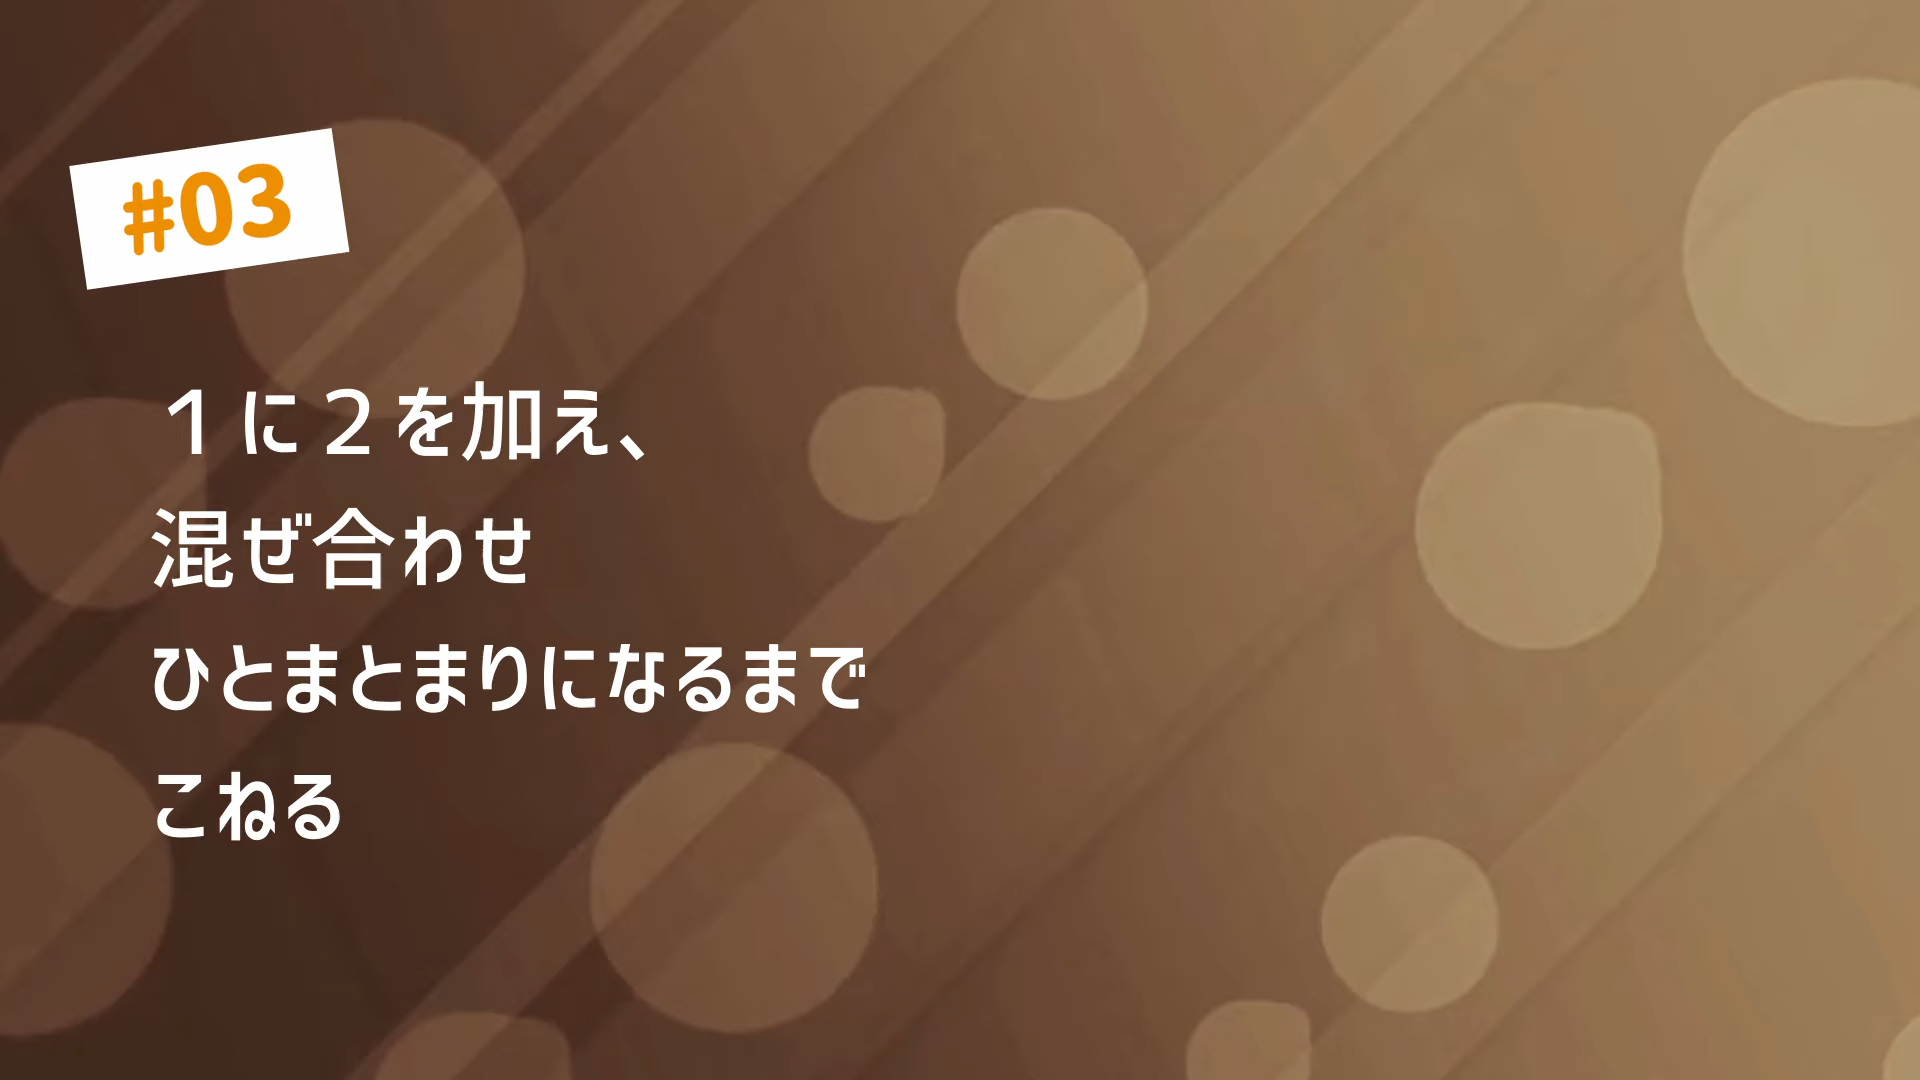 #03
１に２を加え、
混ぜ合わせ
ひとまとまりになるまで
こねる